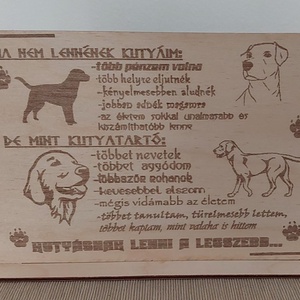 HA NEM LENNÉNEK KUTYÁIM:
-több pénzem volna
-több helyre eljutnék
-kényelmesebben aludnék
-jobban ednék magamra
-az életem sokkal unalmasabb és
kiszámíthatóbb lenne
DE MINT KUTYATARTÓ:
-többet nevetek
-többet aggódom
-többször rohanok
-kevesebbet alszom
-mégis vidámabb az életem
-többet tanultam, türelmesebb lettem,
többet kaptam, mint valaha is hittem
KUTYÁSNAK LENNI A LEGSZEBB...